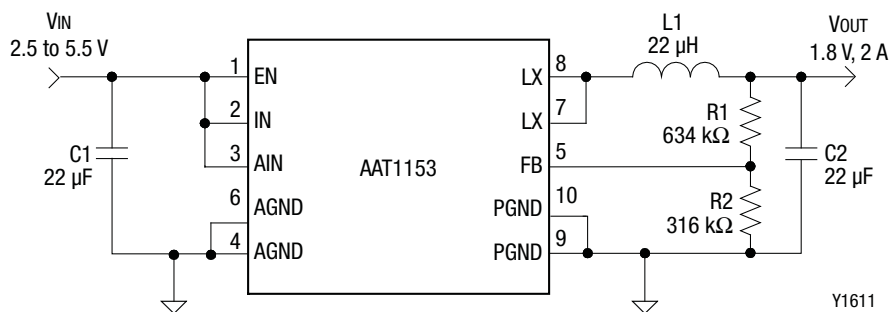 VIN
2.5 to 5.5 V
C1
22 µF
1 EN
2 IN
3 AIN
6 AGND
4 AGND
AAT1153
LX 8
LX 7
FB 5
PGND 10
PGND 9
L1
22 µH
R1
634 kΩ
R2
316 kΩ
C2
22 µF
VOUT
1.8 V, 2 A
Y1611